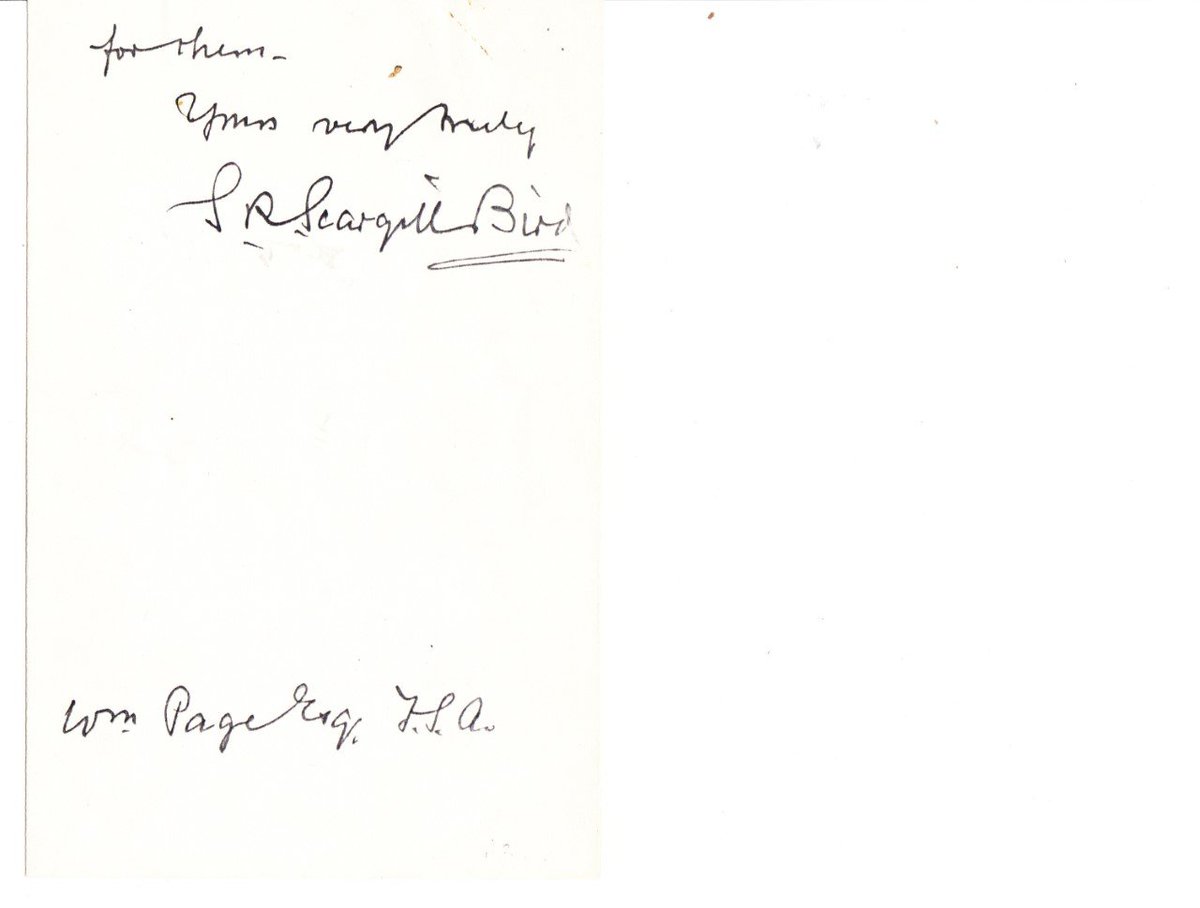 for them -
Yours very truly
S R Scargill Bird
Wm. Page Esq. F.S.A.